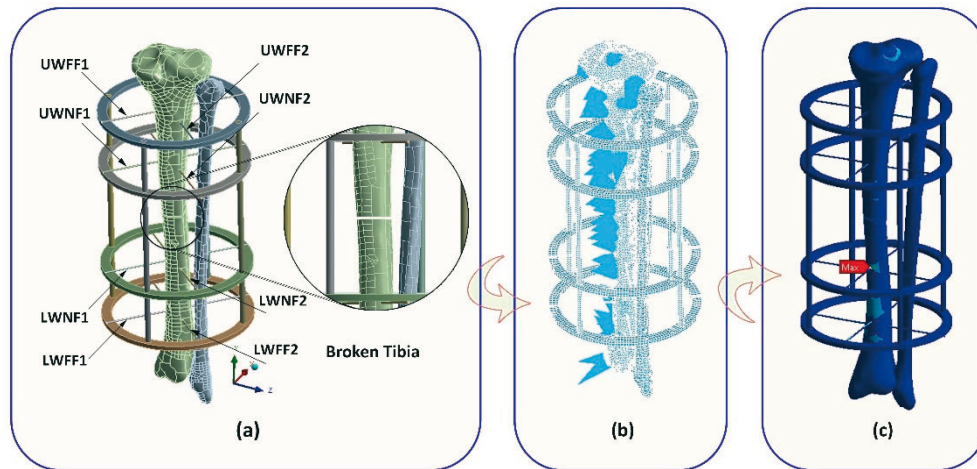 UWFF1
UWFF2
UWNF1
UWNF2
LWNF1
LWNF2
LWFF1
LWFF2
Broken Tibia
Z
Max
(a)
(b)
(c)